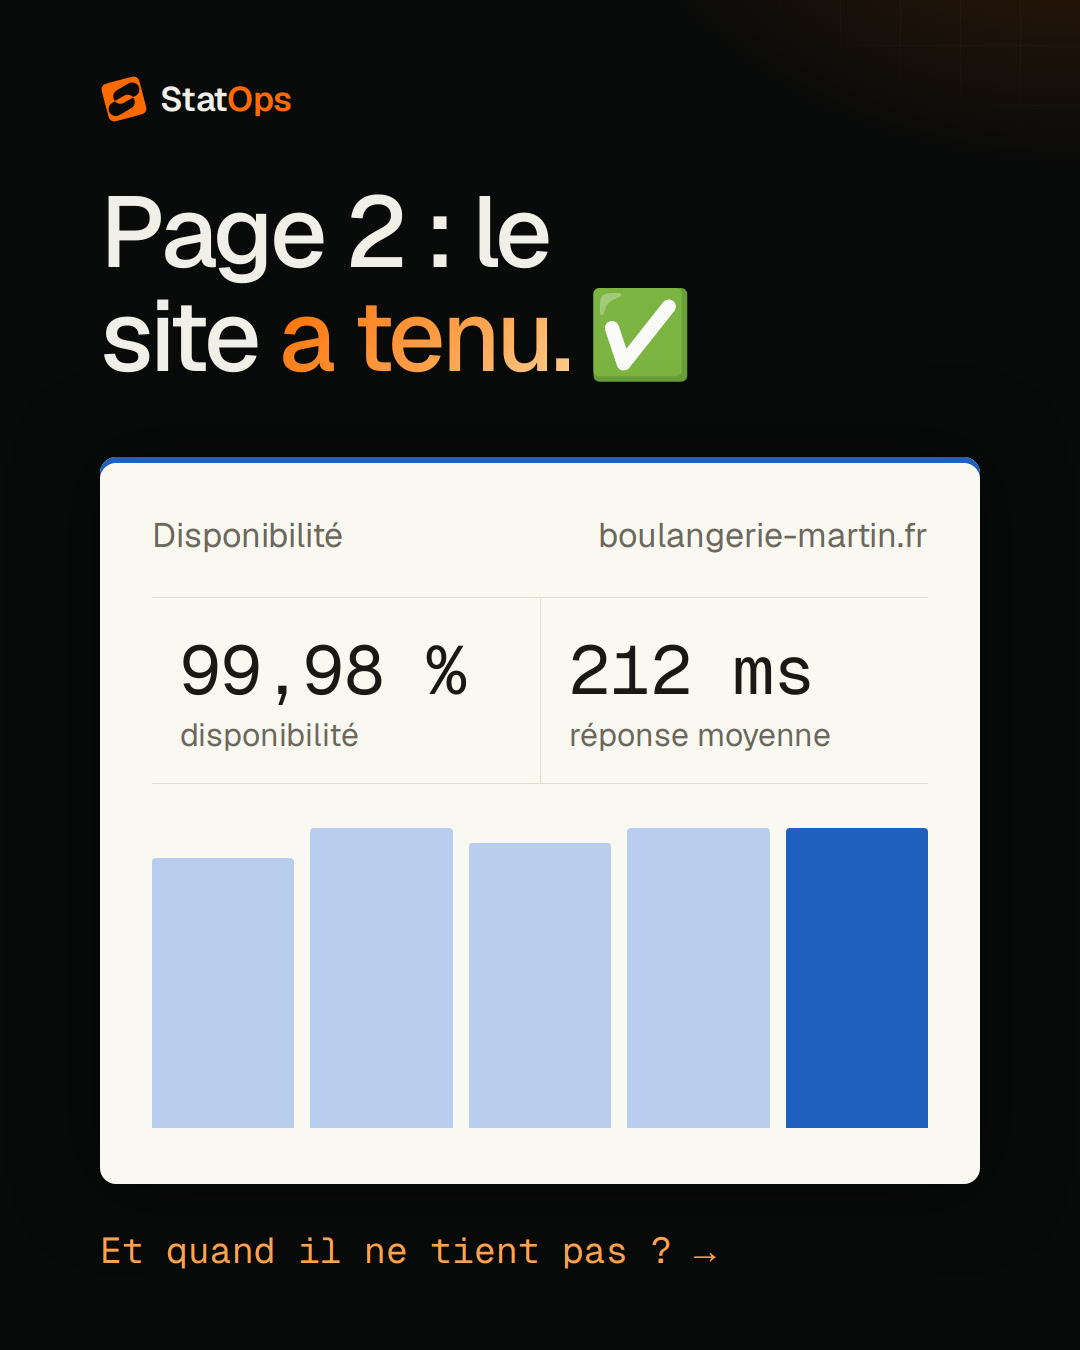 StatOps
Page 2 : le
site a tenu. ✅
Disponibilité
boulangerie-martin.fr
99,98 %
212 ms
disponibilité
réponse moyenne
Et quand il ne tient pas ? →